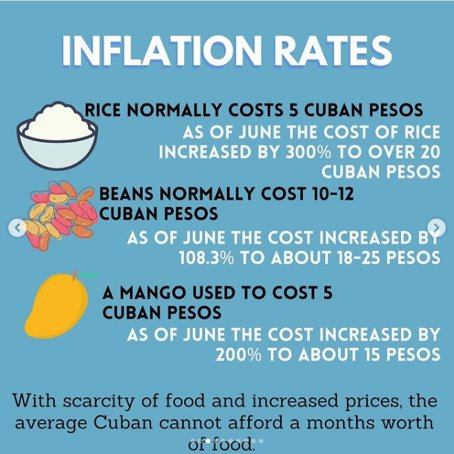 INFLATION RATES
RICE NORMALLY COSTS 5 CUBAN PESOS
AS OF JUNE THE COST OF RICE
INCREASED BY 300% TO OVER 20
CUBAN PESOS
BEANS NORMALLY COST 10-12
CUBAN PESOS
AS OF JUNE THE COST INCREASED BY
108.3% TO ABOUT 18-25 PESOS
A MANGO USED TO COST 5
CUBAN PESOS
AS OF JUNE THE COST INCREASED BY
200% TO ABOUT 15 PESOS
With scarcity of food and increased prices, the
average Cuban cannot afford a months worth
of food.